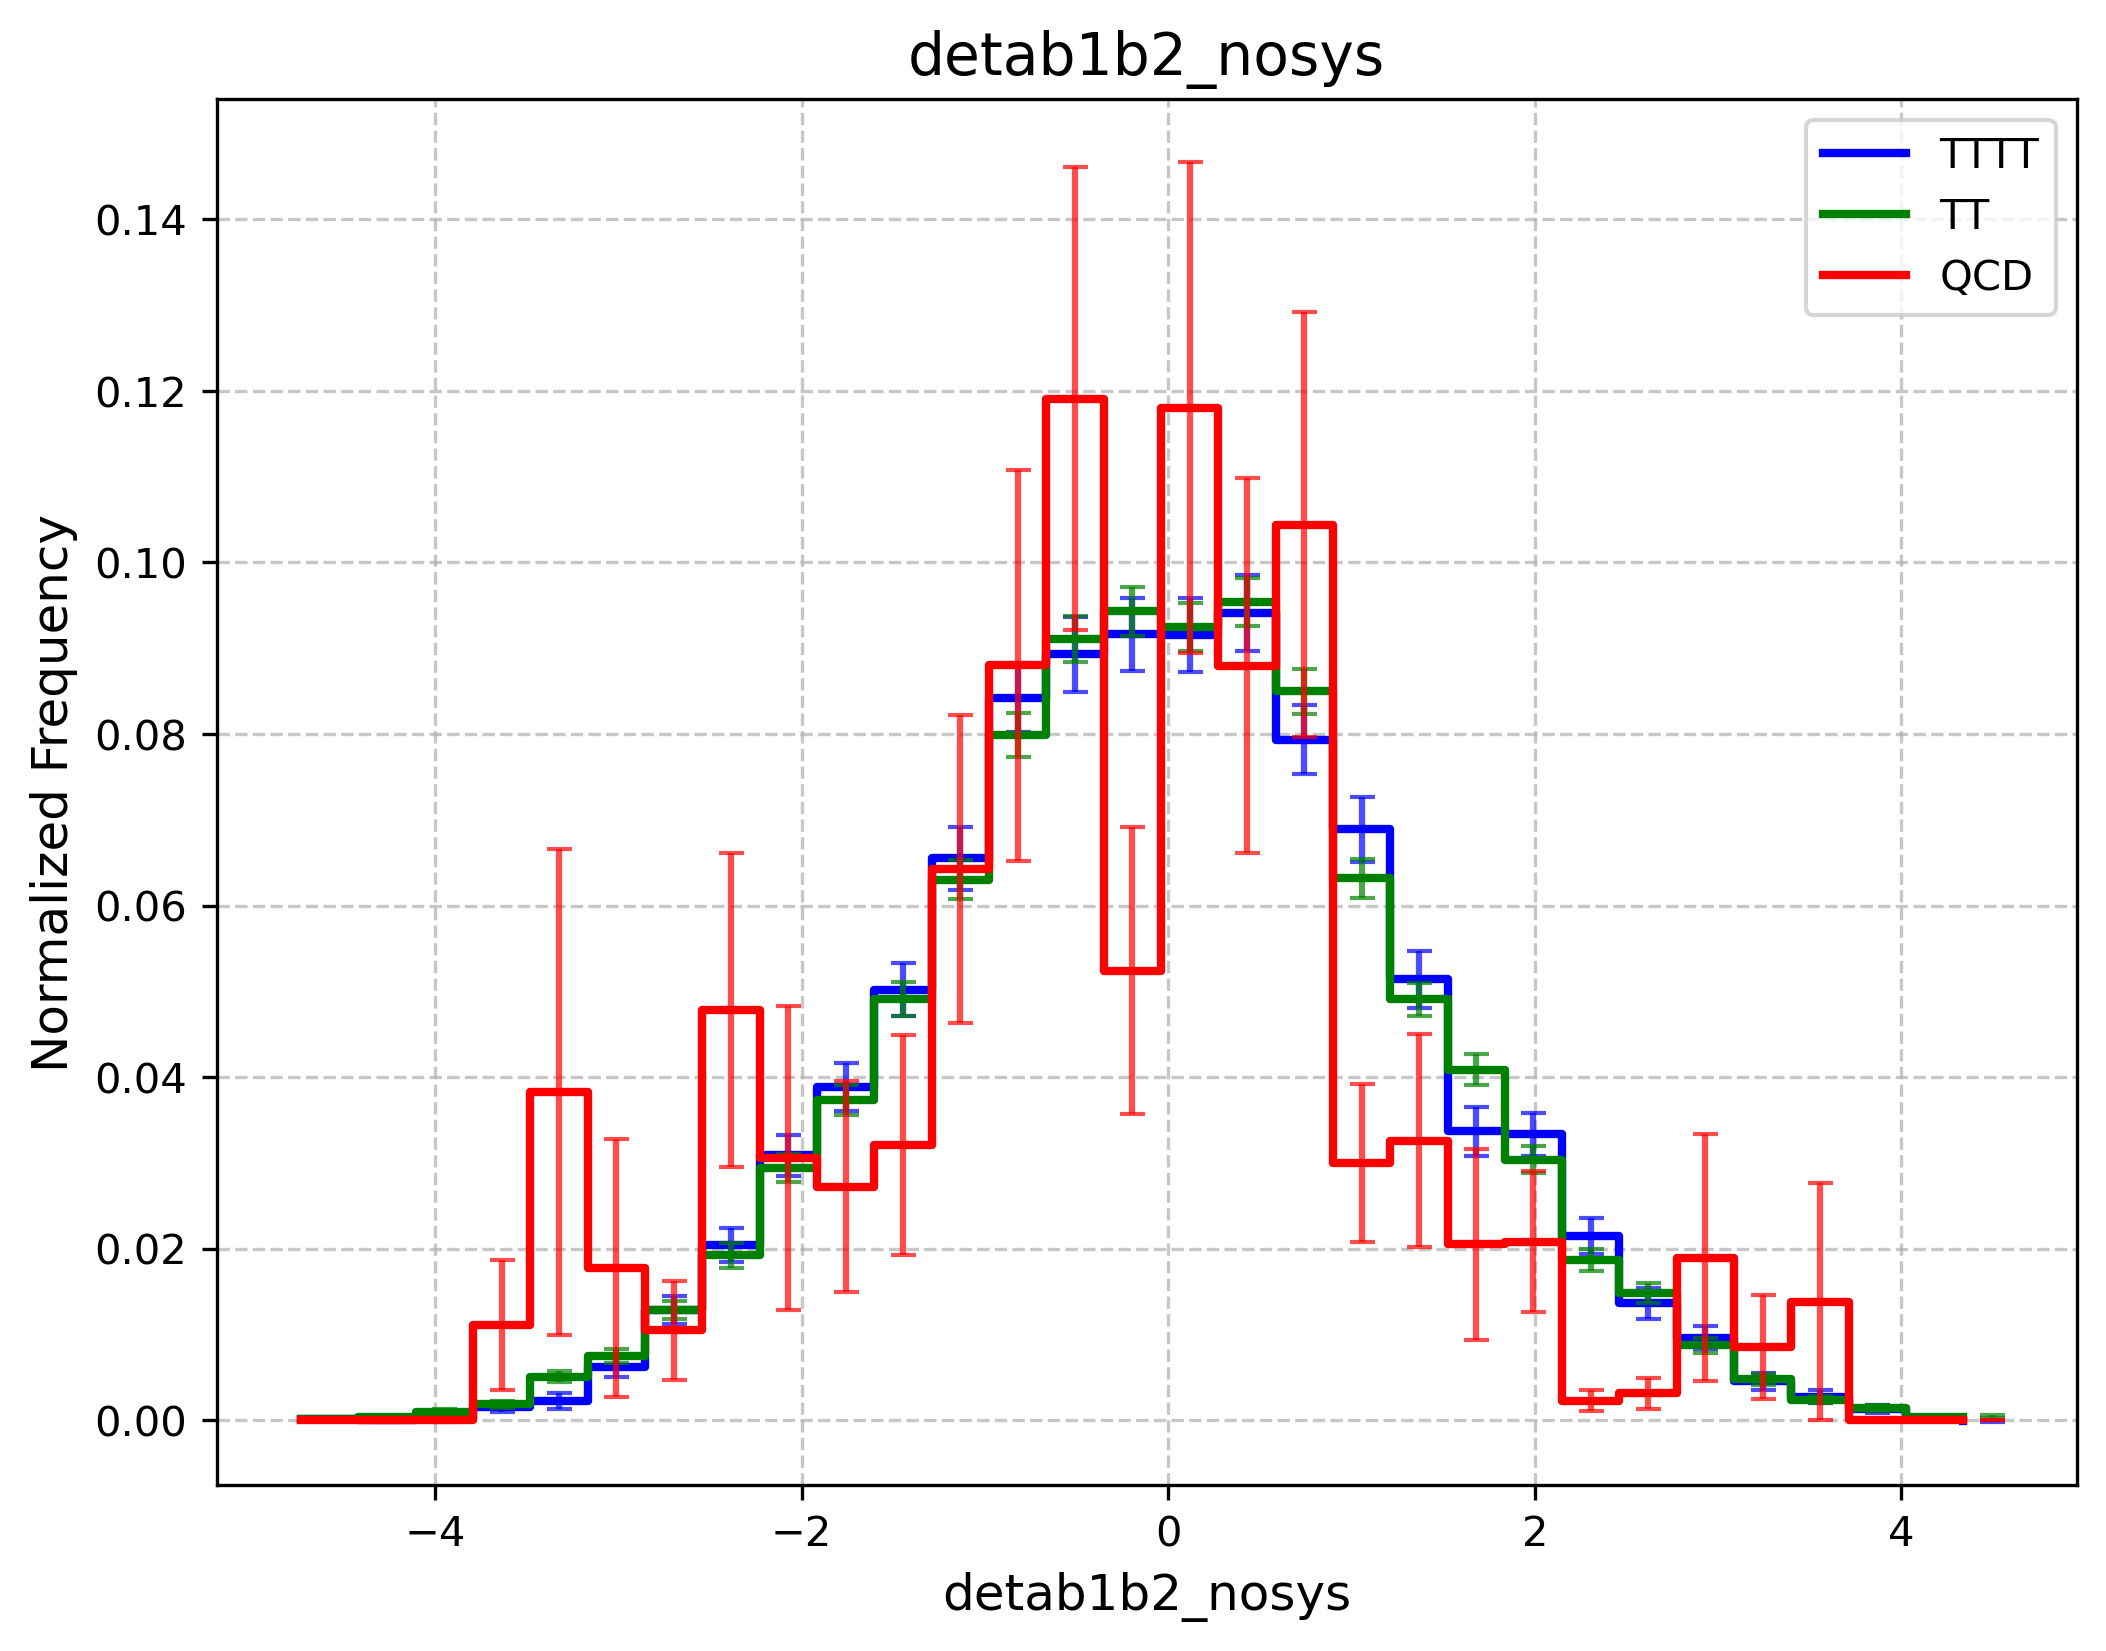 detab1b2_nosys
TTTT
TT
QCD
0.14
0.12
0.10
0.08
0.06
0.04
0.02
0.00
Normalized Frequency
−4
−2
0
2
4
detab1b2_nosys